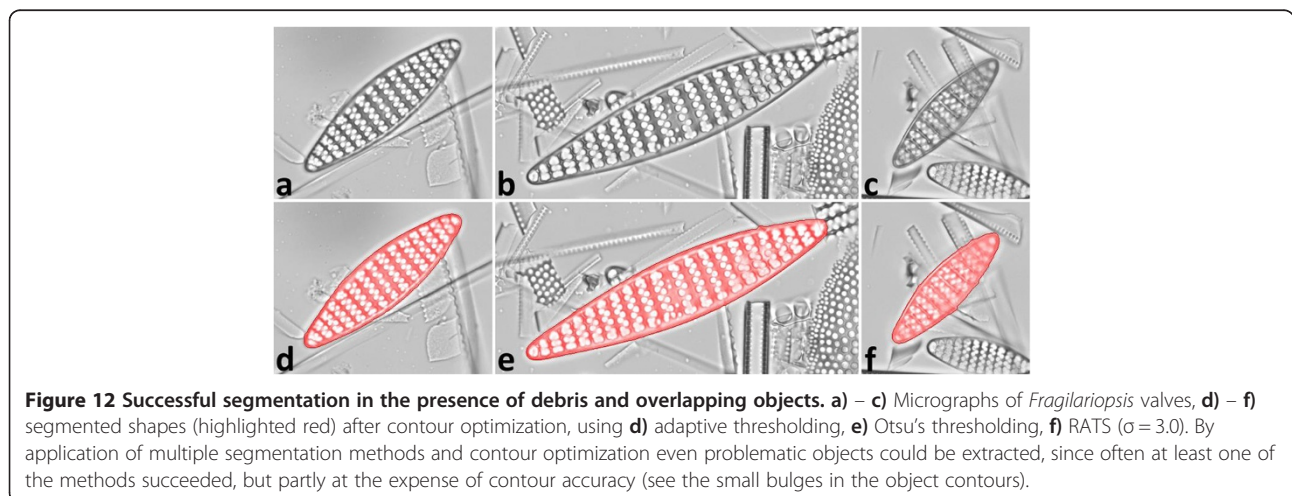 a
b
c
d
e
f
Figure 12 Successful segmentation in the presence of debris and overlapping objects. a) – c) Micrographs of Fragilariopsis valves, d) – f)
segmented shapes (highlighted red) after contour optimization, using d) adaptive thresholding, e) Otsu’s thresholding, f) RATS (σ = 3.0). By
application of multiple segmentation methods and contour optimization even problematic objects could be extracted, since often at least one of
the methods succeeded, but partly at the expense of contour accuracy (see the small bulges in the object contours).